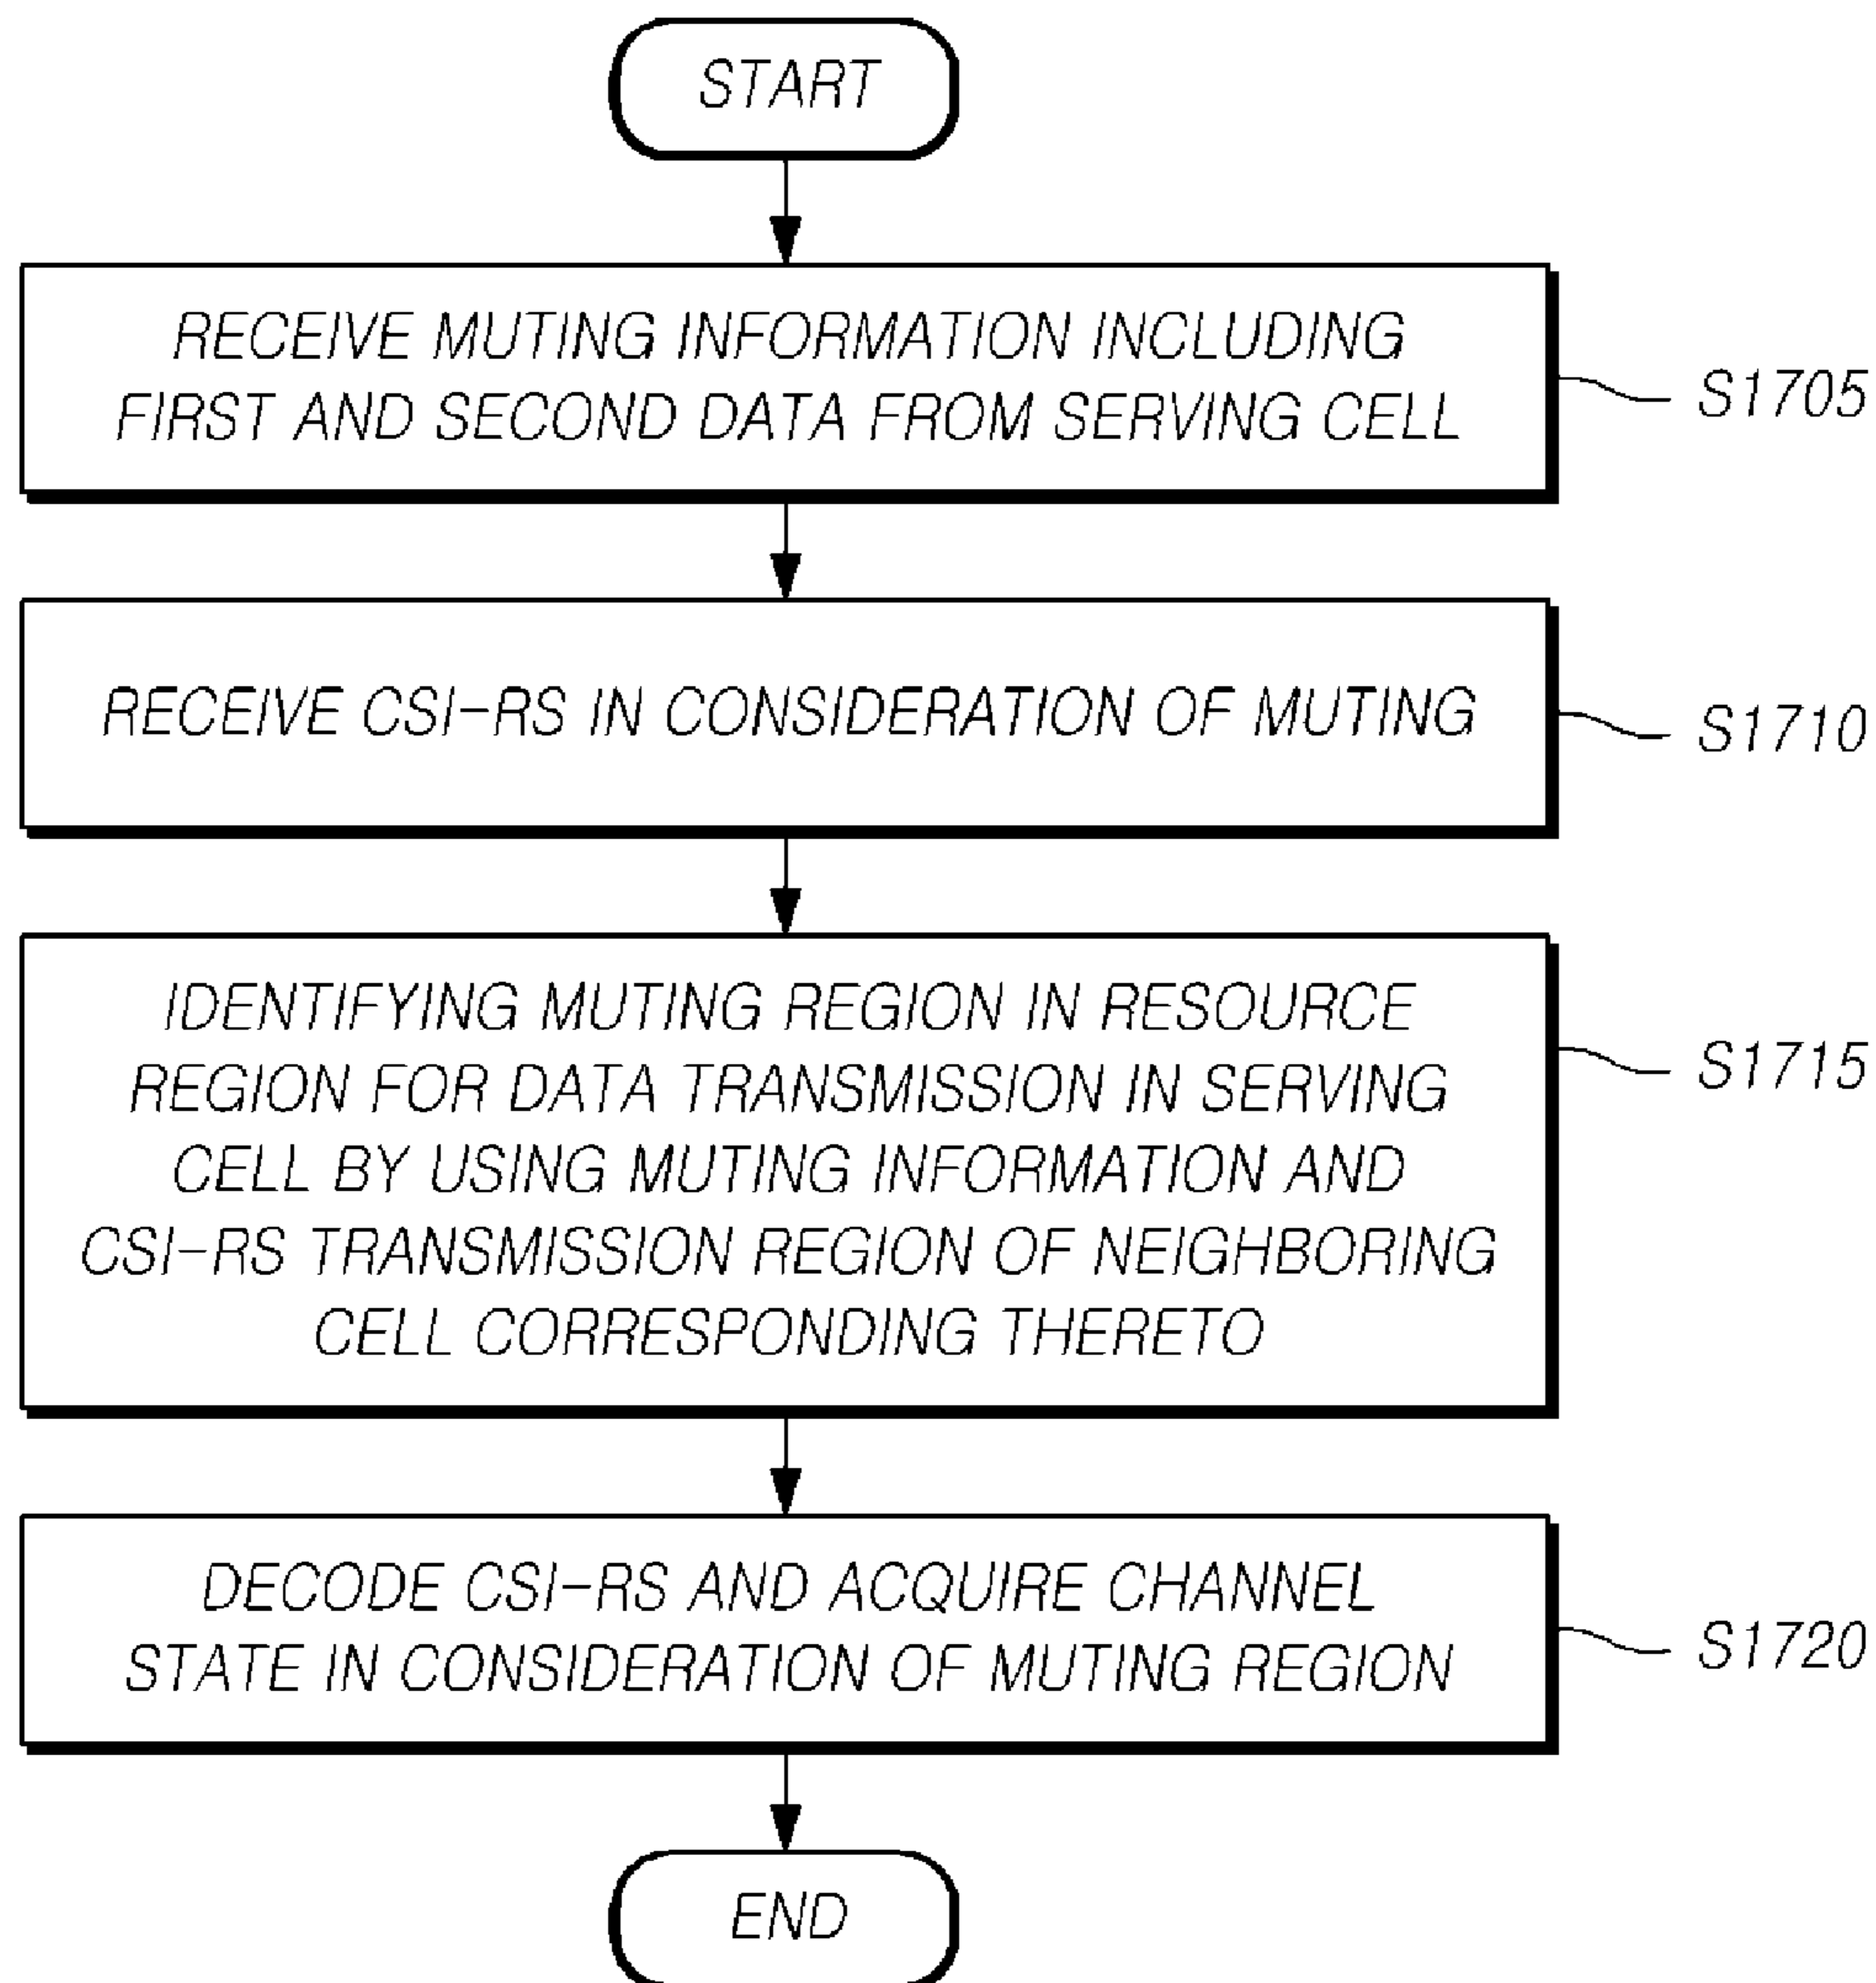 START
RECEIVE MUTING INFORMATION INCLUDING
FIRST AND SECOND DATA FROM SERVING CELL
S1705
RECEIVE CSI-RS IN CONSIDERATION OF MUTING
S1710
IDENTIFYING MUTING REGION IN RESOURCE
REGION FOR DATA TRANSMISSION IN SERVING
CELL BY USING MUTING INFORMATION AND
CSI-RS TRANSMISSION REGION OF NEIGHBORING
CELL CORRESPONDING THERETO
S1715
DECODE CSI-RS AND ACQUIRE CHANNEL
STATE IN CONSIDERATION OF MUTING REGION
S1720
END